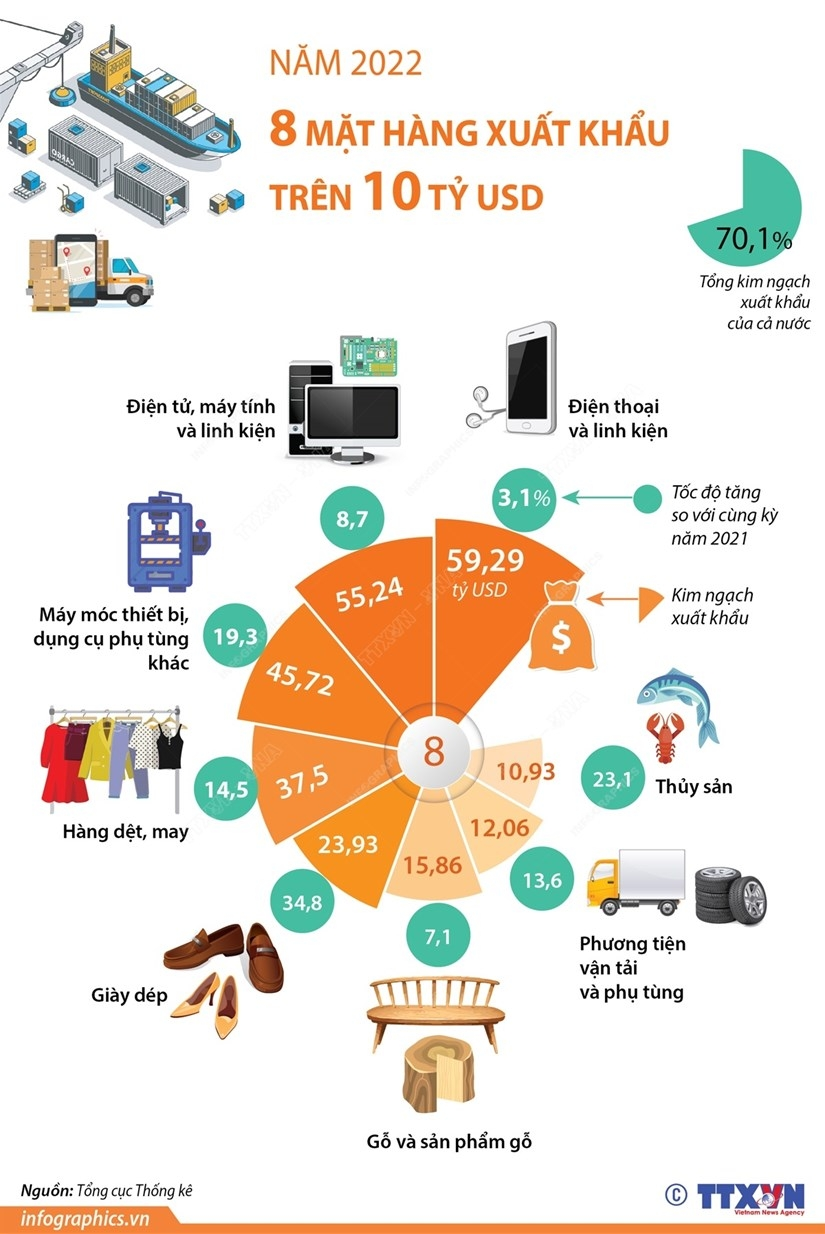 NĂM 2022
8 MẶT HÀNG XUẤT KHẨU
TRÊN 10 TỶ USD
CARGO
70,1%
Tổng kim ngạch
xuất khẩu
của cả nước
Điện tử, máy tính
và linh kiện
Điện thoại
và linh kiện
3,1%
Tốc độ tăng
so với cùng kỳ
năm 2021
8,7
59,29
tỷ USD
55,24
Kim ngạch
xuất khẩu
$
Máy móc thiết bị,
dụng cụ phụ tùng
khác
19,3
45,72
8
10,93
23,1
Thủy sản
14,5
37,5
Hàng dệt, may
12,06
23,93
15,86
13,6
34,8
7,1
Phương tiện
vận tải
và phụ tùng
Giày dép
Gỗ và sản phẩm gỗ
Nguồn: Tổng cục Thống kê
infographics.vn
© TTXVN
Vietnam News Agency